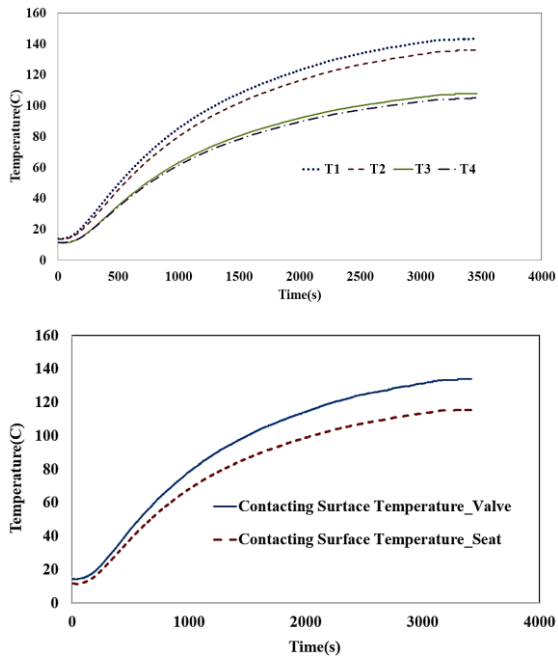 160
140
120
100
80
60
40
20
0
Temperature(C)
T1 T2 T3 T4
0 500 1000 1500 2000 2500 3000 3500 4000
Time(s)
160
140
120
100
80
60
40
20
0
Temperature(C)
Contacting Surtace Temperature_Valve
Contacting Surface Temperature_Seat
0 1000 2000 3000 4000
Time(s)